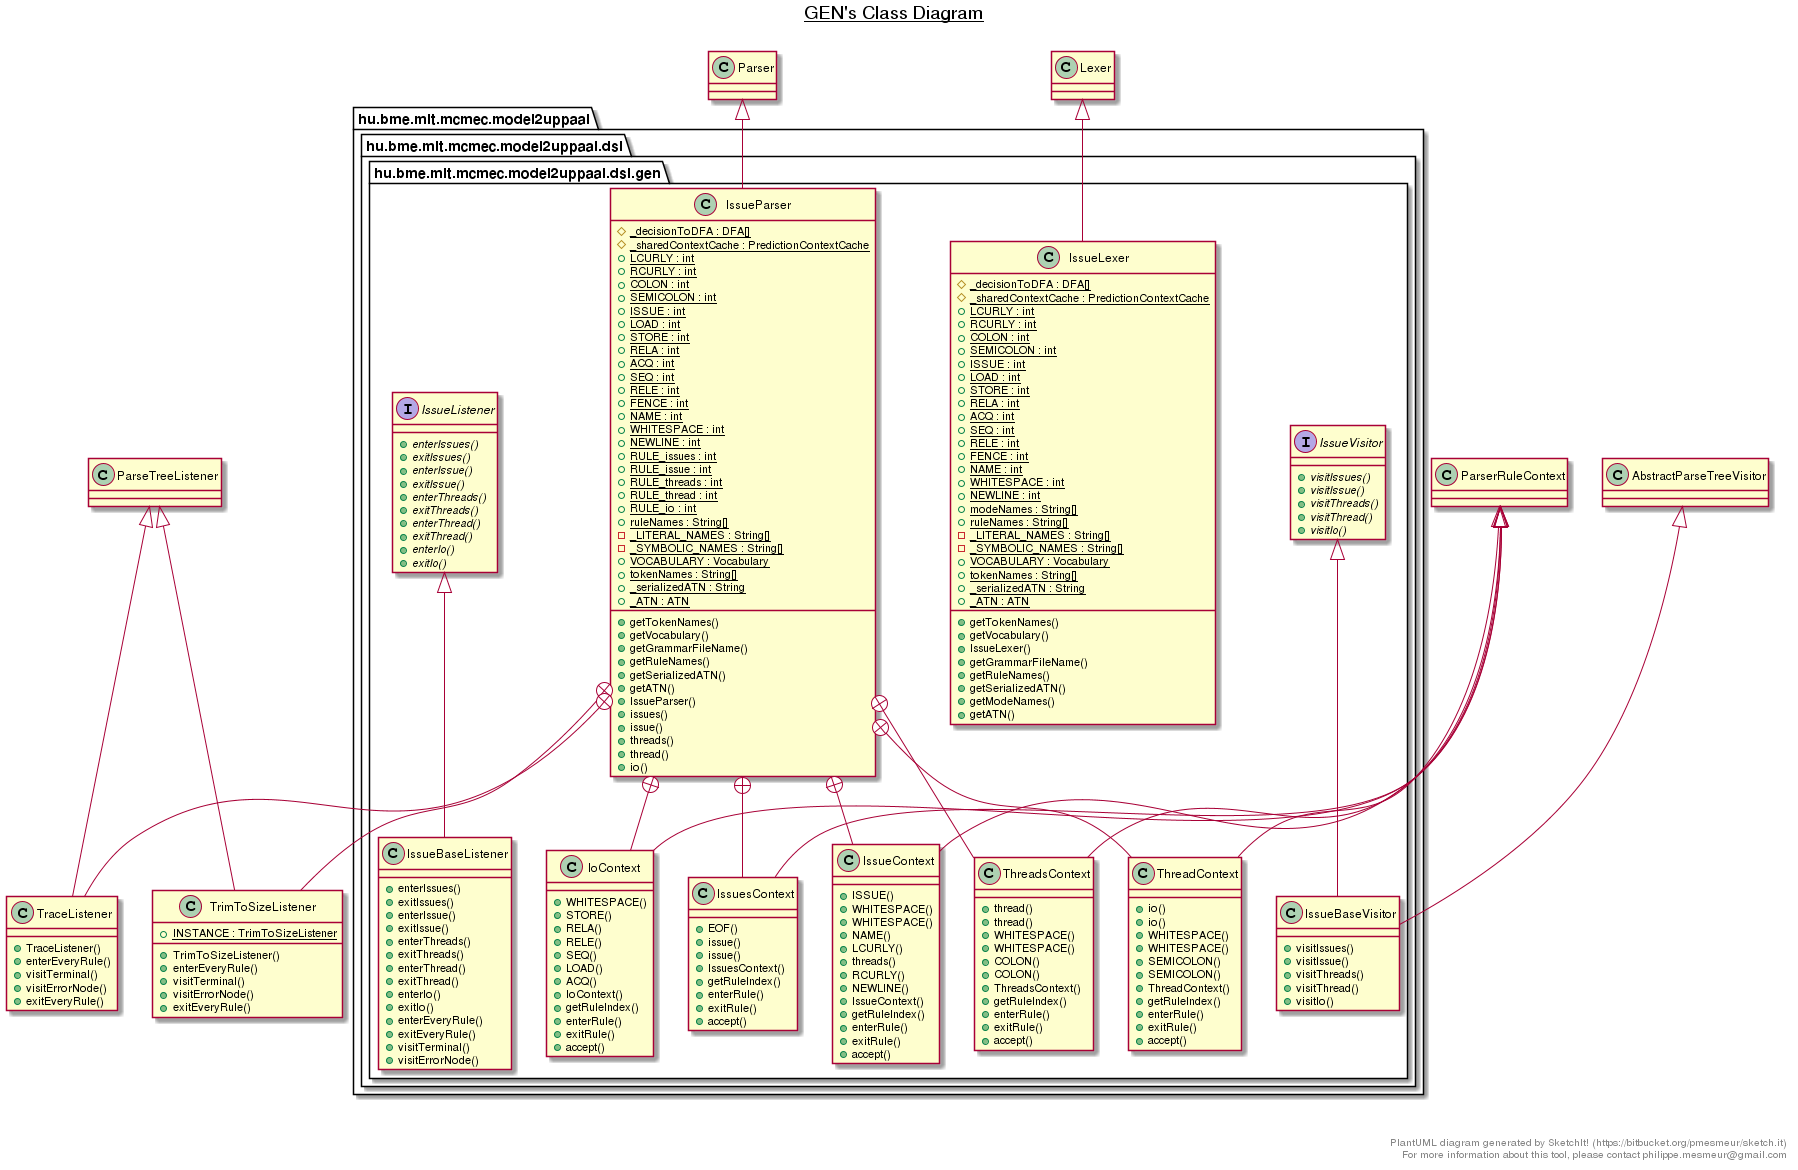 GEN's Class Diagram
C Parser
C Lexer
hu.bme.mit.mcmec.model2uppaal
hu.bme.mit.mcmec.model2uppaal.dsl
hu.bme.mit.mcmec.model2uppaal.dsl.gen
C IssueParser
_decisionToDFA : DFA[]
_sharedContextCache : PredictionContextCache
LCURLY : int
RCURLY : int
COLON : int
SEMICOLON : int
ISSUE : int
LOAD : int
STORE : int
RELA : int
ACQ : int
SEQ : int
RELE : int
FENCE : int
NAME : int
WHITESPACE : int
NEWLINE : int
RULE_issues : int
RULE_issue : int
RULE_threads : int
RULE_thread : int
RULE_io : int
ruleNames : String[]
_LITERAL_NAMES : String[]
_SYMBOLIC_NAMES : String[]
VOCABULARY : Vocabulary
tokenNames : String[]
_serializedATN : String
_ATN : ATN
getTokenNames()
getVocabulary()
getGrammarFileName()
getRuleNames()
getSerializedATN()
getATN()
IssueParser()
issues()
issue()
threads()
thread()
io()
C IssueLexer
_decisionToDFA : DFA[]
_sharedContextCache : PredictionContextCache
LCURLY : int
RCURLY : int
COLON : int
SEMICOLON : int
ISSUE : int
LOAD : int
STORE : int
RELA : int
ACQ : int
SEQ : int
RELE : int
FENCE : int
NAME : int
WHITESPACE : int
NEWLINE : int
modeNames : String[]
ruleNames : String[]
_LITERAL_NAMES : String[]
_SYMBOLIC_NAMES : String[]
VOCABULARY : Vocabulary
tokenNames : String[]
_serializedATN : String
_ATN : ATN
getTokenNames()
getVocabulary()
IssueLexer()
getGrammarFileName()
getRuleNames()
getSerializedATN()
getModeNames()
getATN()
I IssueListener
enterIssues()
exitIssues()
enterIssue()
exitIssue()
enterThreads()
exitThreads()
enterThread()
exitThread()
enterIo()
exitIo()
I IssueVisitor
visitIssues()
visitIssue()
visitThreads()
visitThread()
visitIo()
C ParseTreeListener
C ParserRuleContext
C AbstractParseTreeVisitor
C TraceListener
TraceListener()
enterEveryRule()
visitTerminal()
visitErrorNode()
exitEveryRule()
C TrimToSizeListener
INSTANCE : TrimToSizeListener
TrimToSizeListener()
enterEveryRule()
visitTerminal()
visitErrorNode()
exitEveryRule()
C IssueBaseListener
enterIssues()
exitIssues()
enterIssue()
exitIssue()
enterThreads()
exitThreads()
enterThread()
exitThread()
enterIo()
exitIo()
enterEveryRule()
exitEveryRule()
visitTerminal()
visitErrorNode()
C IoContext
WHITESPACE()
STORE()
RELA()
RELE()
SEQ()
LOAD()
ACQ()
IoContext()
getRuleIndex()
enterRule()
exitRule()
accept()
C IssuesContext
EOF()
issue()
issue()
IssuesContext()
getRuleIndex()
enterRule()
exitRule()
accept()
C IssueContext
ISSUE()
WHITESPACE()
WHITESPACE()
NAME()
LCURLY()
threads()
RCURLY()
NEWLINE()
IssueContext()
getRuleIndex()
enterRule()
exitRule()
accept()
C ThreadsContext
thread()
thread()
WHITESPACE()
WHITESPACE()
COLON()
COLON()
ThreadsContext()
getRuleIndex()
enterRule()
exitRule()
accept()
C ThreadContext
io()
io()
WHITESPACE()
WHITESPACE()
SEMICOLON()
SEMICOLON()
ThreadContext()
getRuleIndex()
enterRule()
exitRule()
accept()
C IssueBaseVisitor
visitIssues()
visitIssue()
visitThreads()
visitThread()
visitIo()
PlantUML diagram generated by SketchIt! (https://bitbucket.org/pmesmeur/sketch.it)
For more information about this tool, please contact philippe.mesmeur@gmail.com